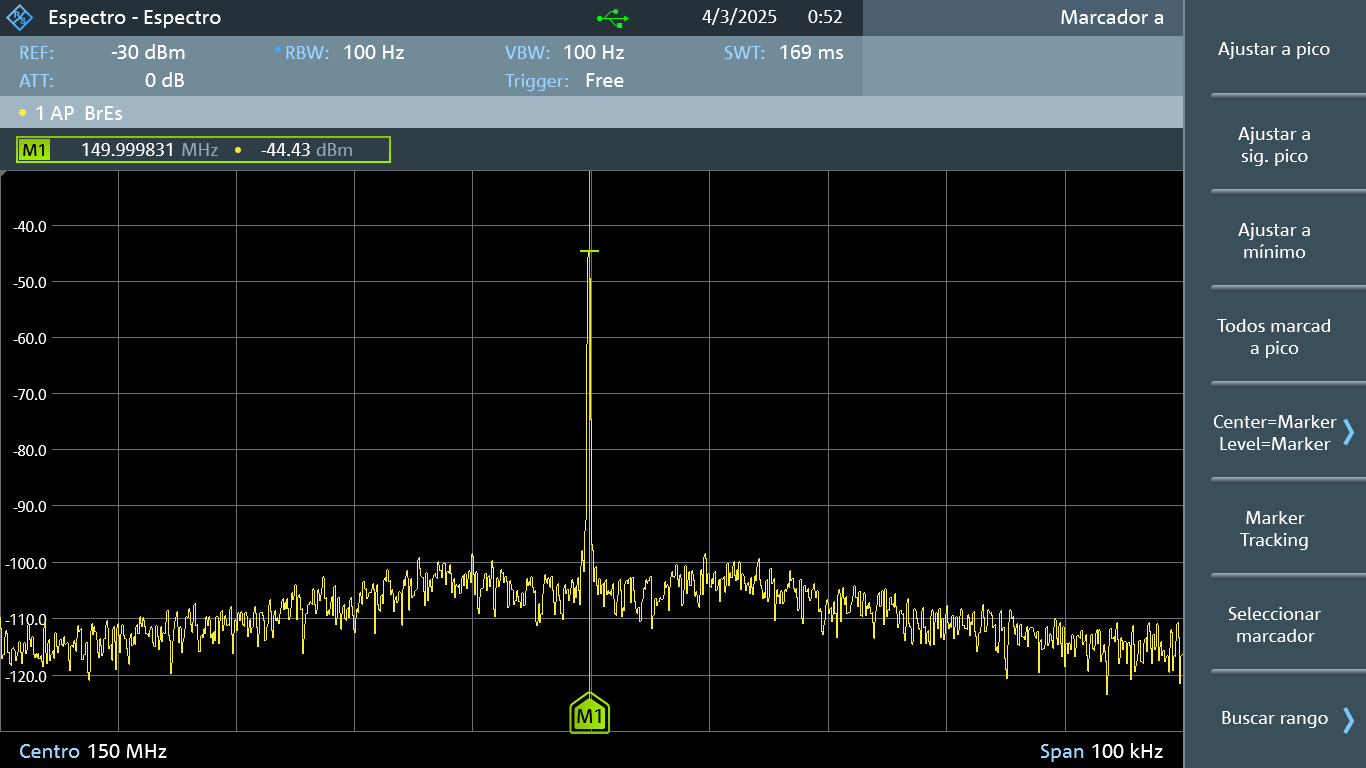 Espectro - Espectro 4/3/2025 0:52 Marcador a
REF: -30 dBm RBW: 100 Hz VBW: 100 Hz SWT: 169 ms
ATT: 0 dB Trigger: Free
1 AP BrEs
M1 149.999831 MHz • -44.43 dBm
-40.0
-50.0
-60.0
-70.0
-80.0
-90.0
-100.0
-110.0
-120.0
M1
Centro 150 MHz Span 100 kHz
Ajustar a pico
Ajustar a
sig. pico
Ajustar a
mínimo
Todos marcad
a pico
Center=Marker
Level=Marker
Marker
Tracking
Seleccionar
marcador
Buscar rango